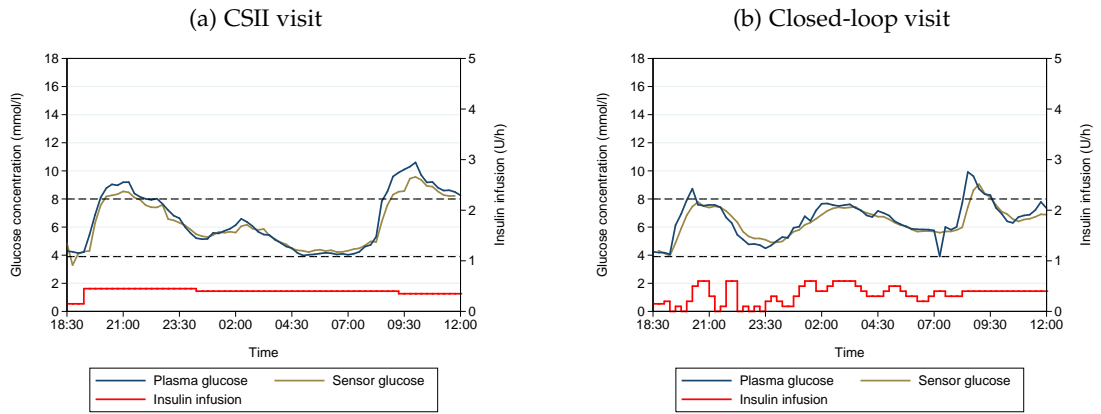 (a) CSII visit
Glucose concentration (mmol/l)
18
16
14
12
10
8
6
4
2
0
5
4
3
2
1
0
Insulin infusion (U/h)
18:30 21:00 23:30 02:00 04:30 07:00 09:30 12:00
Time
Plasma glucose Sensor glucose
Insulin infusion
(b) Closed-loop visit
Glucose concentration (mmol/l)
18
16
14
12
10
8
6
4
2
0
5
4
3
2
1
0
Insulin infusion (U/h)
18:30 21:00 23:30 02:00 04:30 07:00 09:30 12:00
Time
Plasma glucose Sensor glucose
Insulin infusion